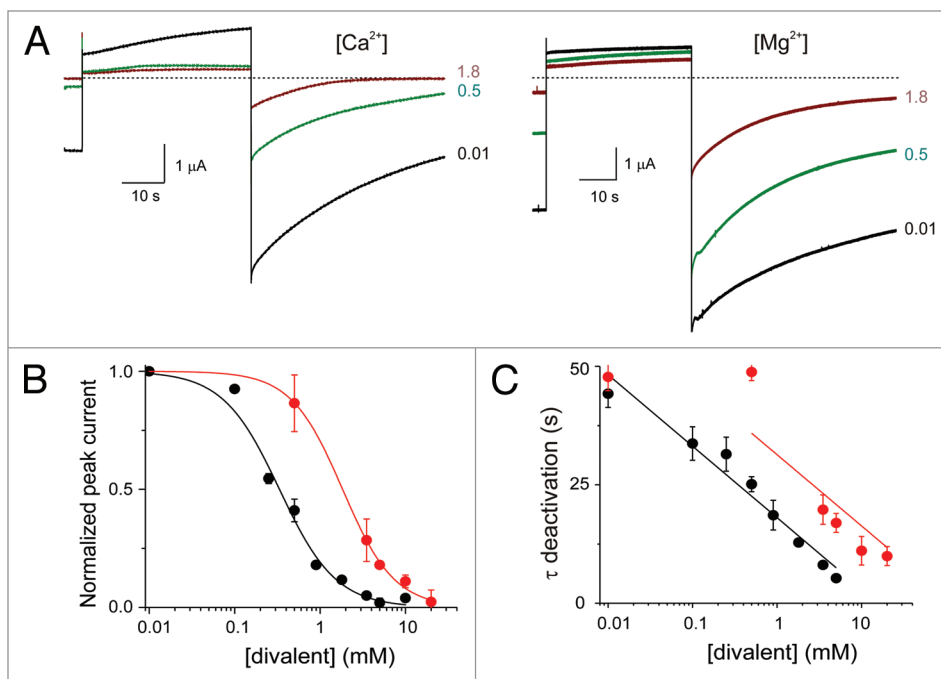 A
[Ca²⁺]
1.8
0.5
0.01
1 μA
10 s
[Mg²⁺]
1.8
0.5
0.01
1 μA
10 s
B
Normalized peak current
1.0
0.5
0.0
0.01
0.1
1
10
[divalent] (mM)
C
τ deactivation (s)
50
25
0
0.01
0.1
1
10
[divalent] (mM)